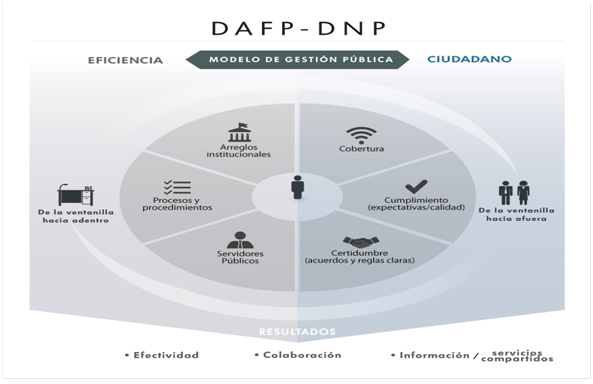 DAFP-DNP
EFICIENCIA
MODELO DE GESTIÓN PÚBLICA
CIUDADANO
Arreglos
institucionales
Cobertura
De la ventanilla
hacia adentro
Procesos y
procedimientos
Cumplimiento
(expectativas/calidad)
De la ventanilla
hacia afuera
Servidores
Públicos
Certidumbre
(acuerdos y reglas claras)
RESULTADOS
• Efectividad
• Colaboración
• Información / servicios
compartidos